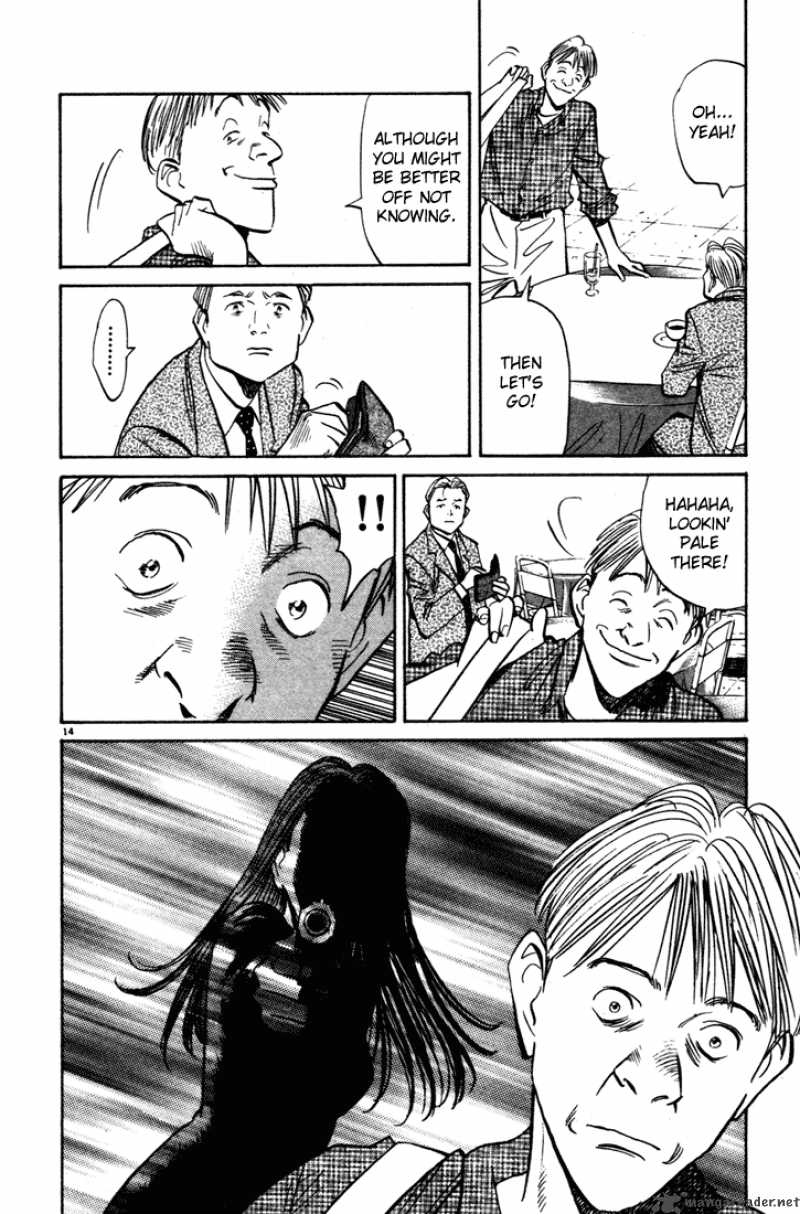 OH...
YEAH!
THEN
LET'S
GO!
ALTHOUGH
YOU MIGHT
BE BETTER
OFF NOT
KNOWING.
........
HAHAHA,
LOOKIN'
PALE
THERE!
!!
14
mangareader.net